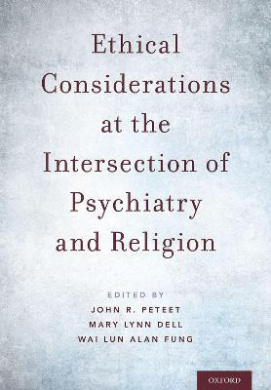 Ethical
Considerations
at the
Intersection of
Psychiatry
and Religion
EDITED BY
JOHN R. PETEET
MARY LYNN DELL
WAI LUN ALAN FUNG
OXFORD